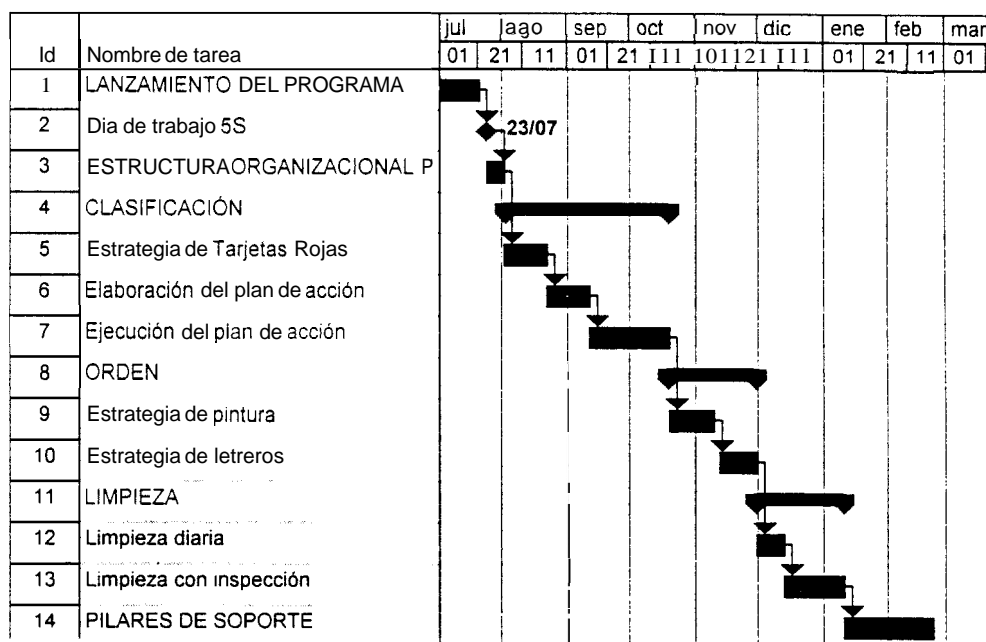 jul ago sep oct nov dic ene feb mar
Id Nombre de tarea 01 21 11 01 21 111 101121 111 01 21 11 01
1 LANZAMIENTO DEL PROGRAMA
2 Dia de trabajo 5S 23/07
3 ESTRUCTURAORGANIZACIONAL P
4 CLASIFICACIÓN
5 Estrategia de Tarjetas Rojas
6 Elaboración del plan de acción
7 Ejecución del plan de acción
8 ORDEN
9 Estrategia de pintura
10 Estrategia de letreros
11 LIMPIEZA
12 Limpieza diaria
13 Limpieza con inspección
14 PILARES DE SOPORTE